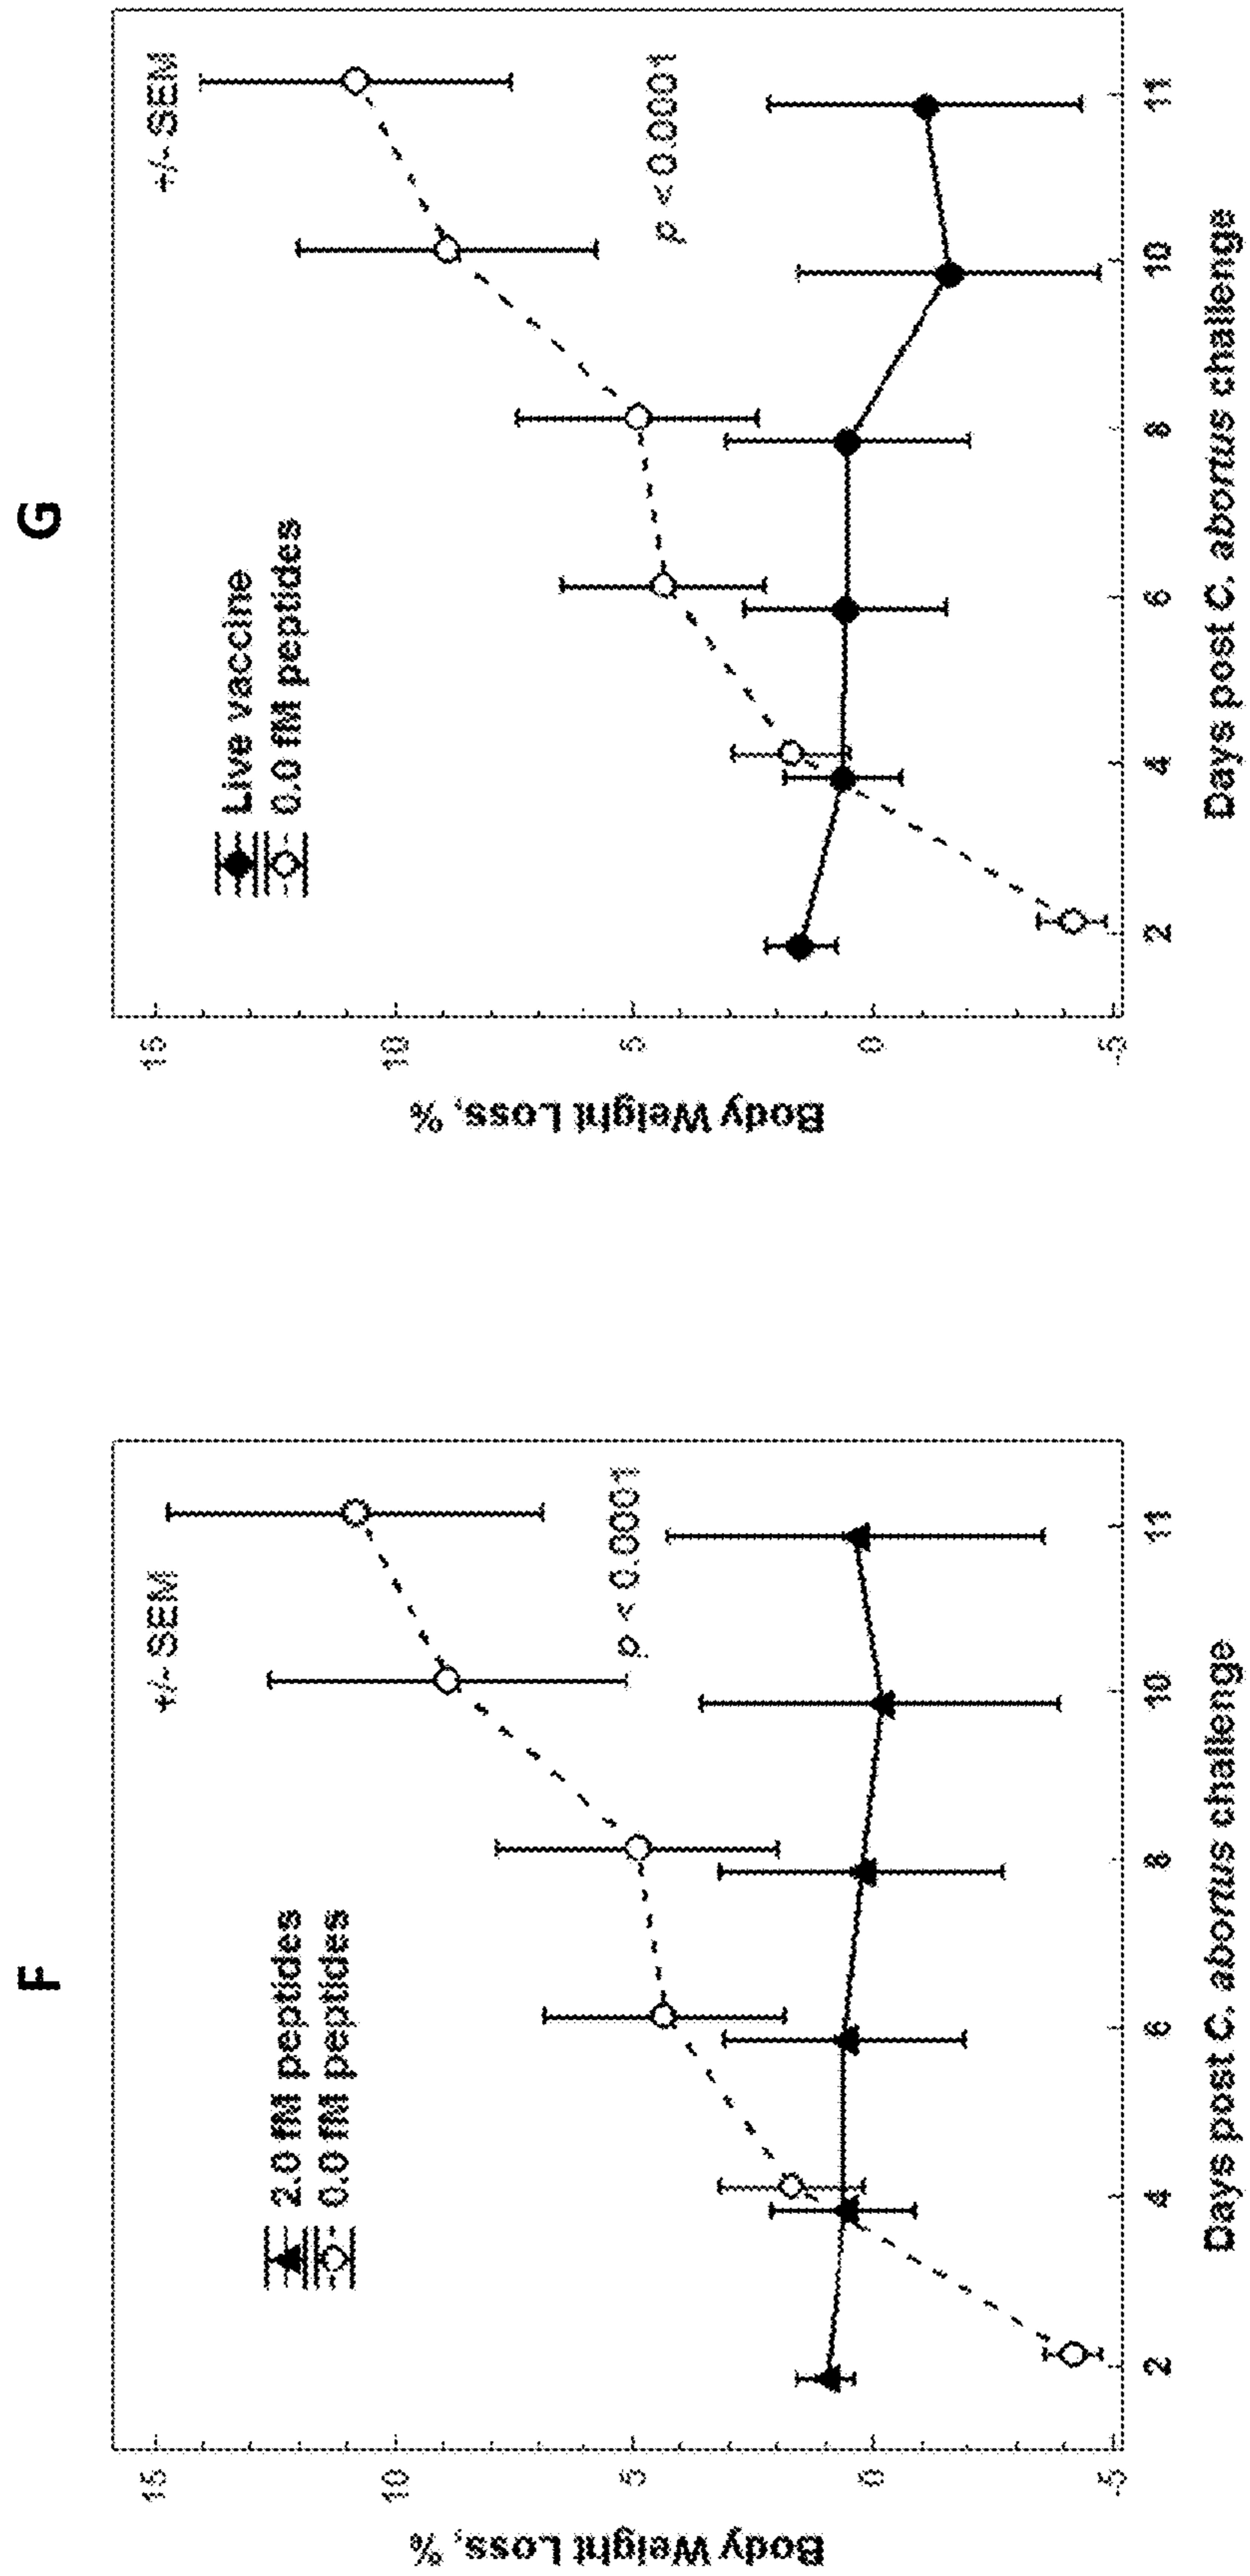 F
+/- SEM
2.0 fM peptides
0.0 fM peptides
p < 0.0001
15
10
5
0
-5
Body Weight Loss, %
2
4
6
8
10
11
Days post C. abortus challenge
G
+/- SEM
Live vaccine
0.0 fM peptides
p < 0.0001
15
10
5
0
-5
Body Weight Loss, %
2
4
6
8
10
11
Days post C. abortus challenge